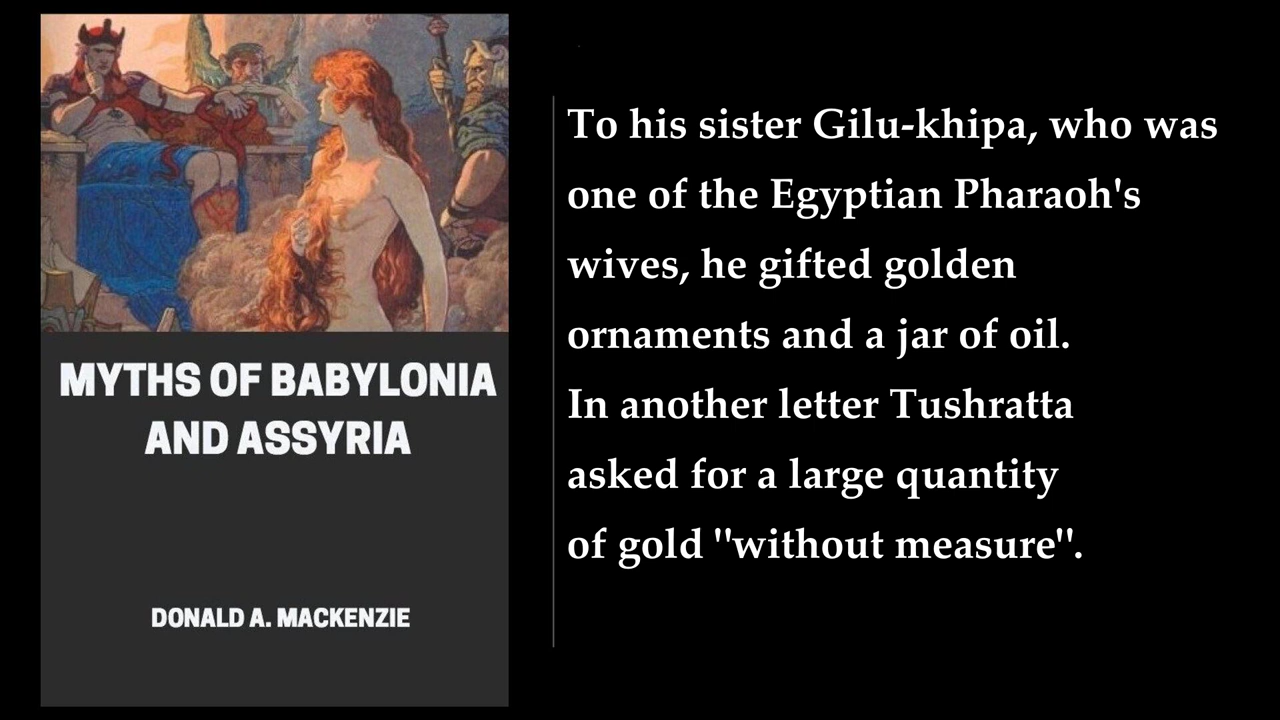 MYTHS OF BABYLONIA
AND ASSYRIA
DONALD A. MACKENZIE
To his sister Gilu-khipa, who was
one of the Egyptian Pharaoh's
wives, he gifted golden
ornaments and a jar of oil.
In another letter Tushratta
asked for a large quantity
of gold "without measure".